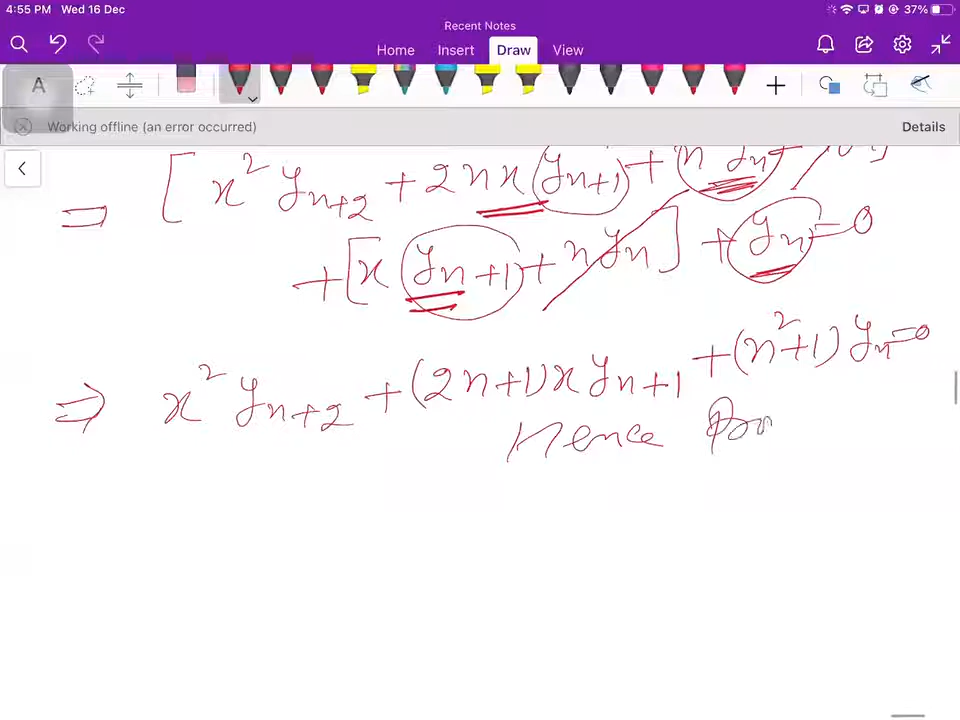 4:55 PM Wed 16 Dec
37%
Recent Notes
Home Insert Draw View
A
Working offline (an error occurred)
Details
⇒ [x² yₙ₊₂ + 2nx (yₙ₊₁) + (n² yₙ)
+ [x (yₙ+1) + n yₙ] + yₙ = 0
⇒ x² yₙ₊₂ + (2n+1)x yₙ₊₁ + (n²+1) yₙ = 0
Hence